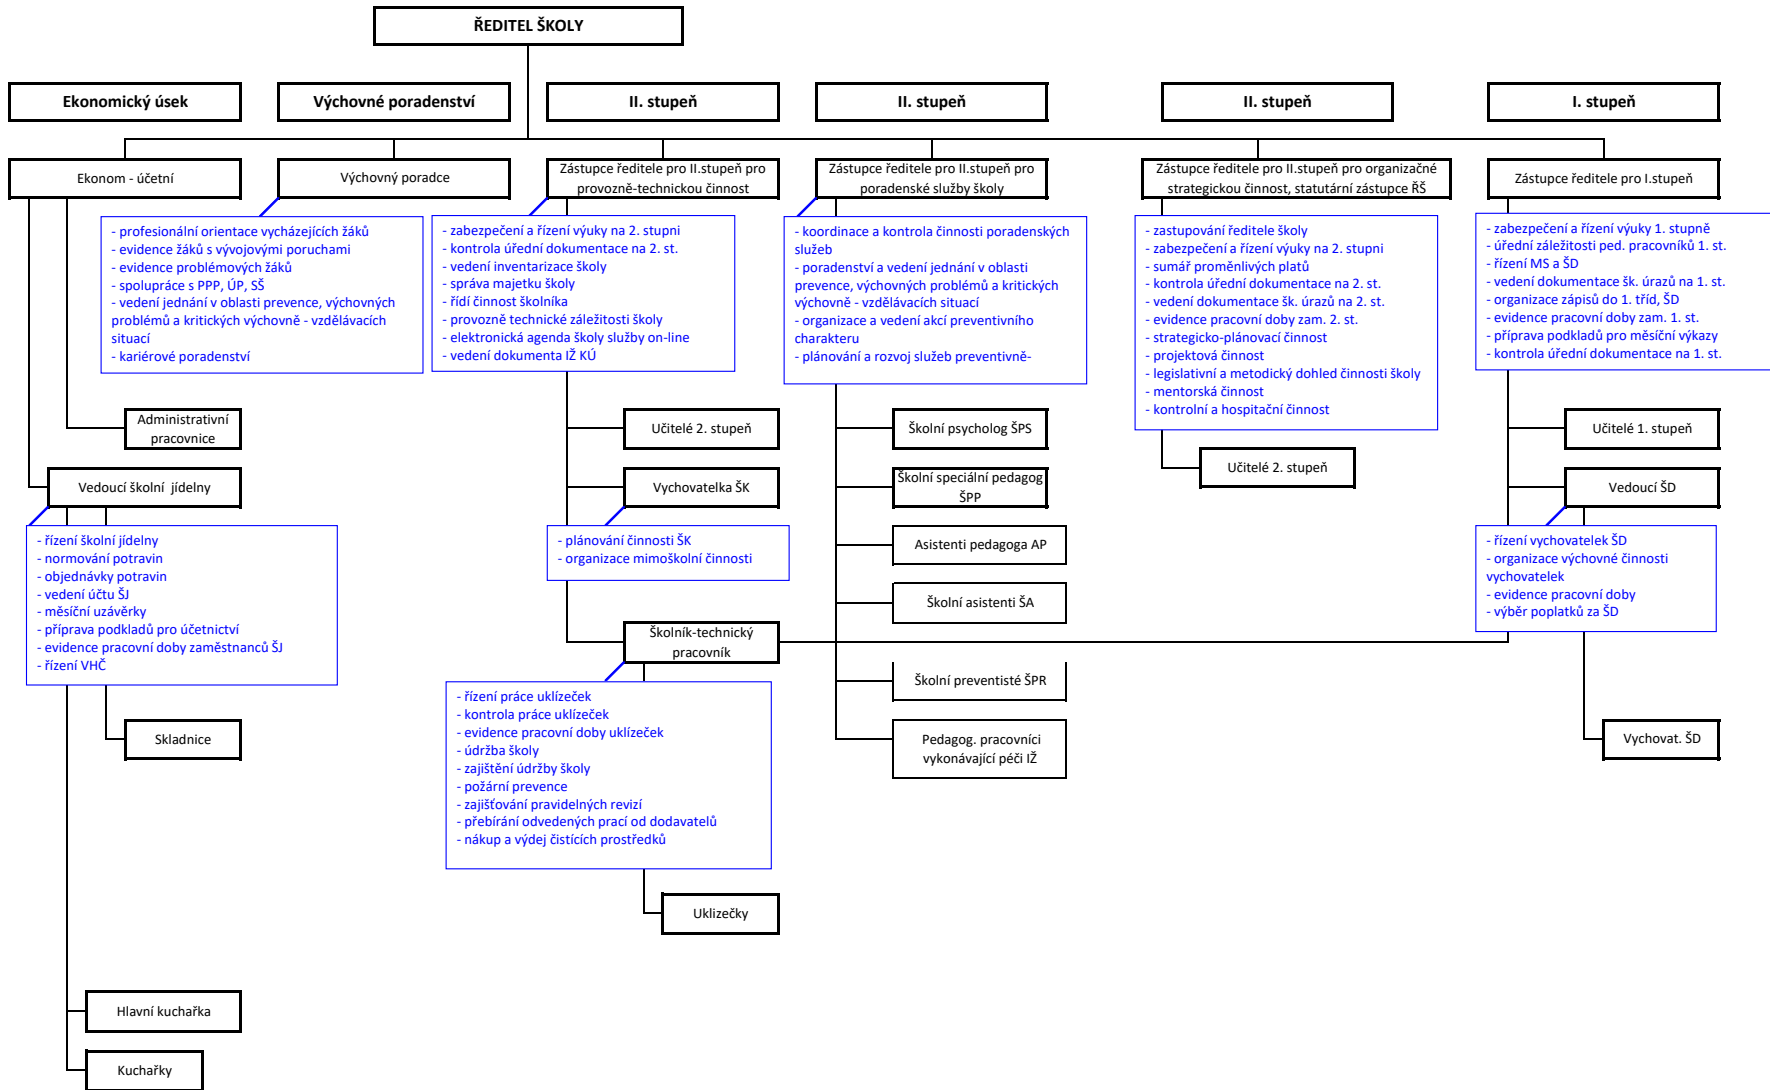 ŘEDITEL ŠKOLY
Ekonomický úsek
Výchovné poradenství
II. stupeň
II. stupeň
II. stupeň
I. stupeň
Ekonom - účetní
Výchovný poradce
Zástupce ředitele pro II.stupeň pro
provozně-technickou činnost
Zástupce ředitele pro II.stupeň pro
poradenské služby školy
Zástupce ředitele pro II.stupeň pro organizačné
strategickou činnost, statutární zástupce ŘŠ
Zástupce ředitele pro I.stupeň
- profesionální orientace vycházejících žáků
- evidence žáků s vývojovými poruchami
- evidence problémových žáků
- spolupráce s PPP, ÚP, SŠ
- vedení jednání v oblasti prevence, výchovných
problémů a kritických výchovně - vzdělávacích
situací
- kariérové poradenství
- zabezpečení a řízení výuky na 2. stupni
- kontrola úřední dokumentace na 2. st.
- vedení inventarizace školy
- správa majetku školy
- řídí činnost školníka
- provozně technické záležitosti školy
- elektronická agenda školy služby on-line
- vedení dokumenta IŽ KÚ
- koordinace a kontrola činnosti poradenských
služeb
- poradenství a vedení jednání v oblasti
prevence, výchovných problémů a kritických
výchovně - vzdělávacích situací
- organizace a vedení akcí preventivního
charakteru
- plánování a rozvoj služeb preventivně-
- zastupování ředitele školy
- zabezpečení a řízení výuky na 2. stupni
- sumář proměnlivých platů
- kontrola úřední dokumentace na 2. st.
- vedení dokumentace šk. úrazů na 2. st.
- evidence pracovní doby zam. 2. st.
- strategicko-plánovací činnost
- projektová činnost
- legislativní a metodický dohled činnosti školy
- mentorská činnost
- kontrolní a hospitační činnost
- zabezpečení a řízení výuky 1. stupně
- úřední záležitosti ped. pracovníků 1. st.
- řízení MS a ŠD
- vedení dokumentace šk. úrazů na 1. st.
- organizace zápisů do 1. tříd, ŠD
- evidence pracovní doby zam. 1. st.
- příprava podkladů pro měsíční výkazy
- kontrola úřední dokumentace na 1. st.
Administrativní
pracovnice
Učitelé 2. stupeň
Školní psycholog ŠPS
Učitelé 1. stupeň
Učitelé 2. stupeň
Vedoucí školní  jídelny
Vychovatelka ŠK
Školní speciální pedagog
ŠPP
Vedoucí ŠD
- řízení školní jídelny
- normování potravin
- objednávky potravin
- vedení účtu ŠJ
- měsíční uzávěrky
- příprava podkladů pro účetnictví
- evidence pracovní doby zaměstnanců ŠJ
- řízení VHČ
- plánování činnosti ŠK
- organizace mimoškolní činnosti
Asistenti pedagoga AP
- řízení vychovatelek ŠD
- organizace výchovné činnosti
vychovatelek
- evidence pracovní doby
- výběr poplatků za ŠD
Školní asistenti ŠA
Školník-technický
pracovník
Školní preventisté ŠPR
- řízení práce uklízeček
- kontrola práce uklízeček
- evidence pracovní doby uklízeček
- údržba školy
- zajištění údržby školy
- požární prevence
- zajišťování pravidelných revizí
- přebírání odvedených prací od dodavatelů
- nákup a výdej čistících prostředků
Skladnice
Pedagog. pracovníci
vykonávající péči IŽ
Vychovat. ŠD
Uklizečky
Hlavní kuchařka
Kuchařky